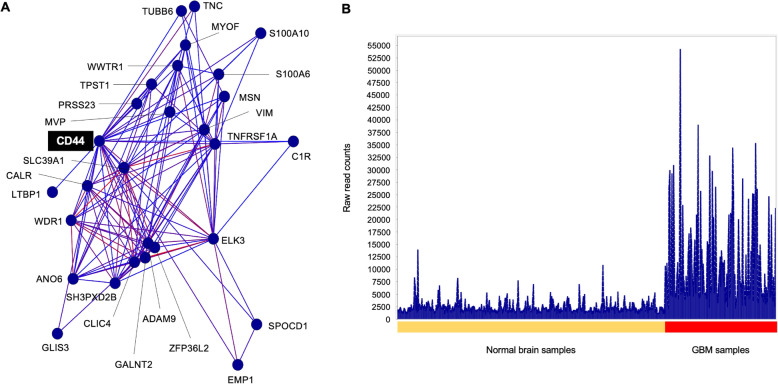 A
TUBB6
TNC
MYOF
S100A10
WWTR1
S100A6
TPST1
MSN
PRSS23
VIM
MVP
CD44
TNFRSF1A
SLC39A1
C1R
CALR
LTBP1
WDR1
ELK3
ANO6
SH3PXD2B
CLIC4
ADAM9
SPOCD1
GLIS3
ZFP36L2
GALNT2
EMP1
B
Raw read counts
55000
52500
50000
47500
45000
42500
40000
37500
35000
32500
30000
27500
25000
22500
20000
17500
15000
12500
10000
7500
5000
2500
0
Normal brain samples
GBM samples